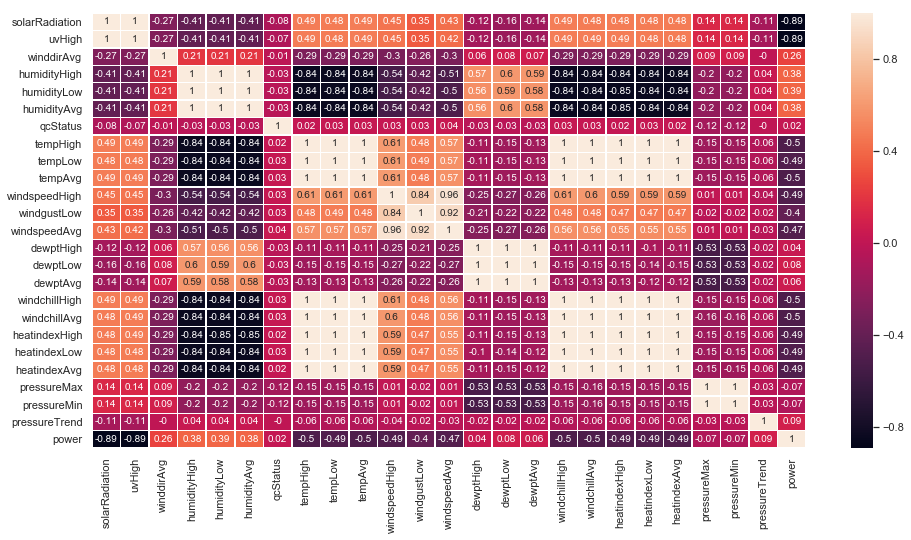 solarRadiation 1 1 -0.27 -0.41 -0.41 -0.41 -0.08 0.49 0.48 0.49 0.45 0.35 0.43 -0.12 -0.16 -0.14 0.49 0.49 0.48 0.48 0.48 0.14 0.14 -0.11 -0.89
uvHigh 1 1 -0.27 -0.41 -0.41 -0.41 -0.07 0.49 0.48 0.49 0.45 0.35 0.42 -0.12 -0.16 -0.14 0.49 0.49 0.49 0.48 0.48 0.14 0.14 -0.11 -0.89
winddirAvg -0.27 -0.27 1 0.21 0.21 0.21 -0.01 -0.29 -0.29 -0.29 -0.3 -0.26 -0.3 0.06 0.08 0.07 -0.29 -0.29 -0.29 -0.29 -0.29 0.09 0.09 -0 0.26
humidityHigh -0.41 -0.41 0.21 1 1 1 -0.03 -0.84 -0.84 -0.84 -0.54 -0.42 -0.51 0.57 0.6 0.59 -0.84 -0.84 -0.84 -0.84 -0.84 -0.2 -0.2 0.04 0.38
humidityLow -0.41 -0.41 0.21 1 1 1 -0.03 -0.84 -0.84 -0.84 -0.54 -0.42 -0.5 0.56 0.59 0.58 -0.84 -0.84 -0.85 -0.84 -0.84 -0.2 -0.2 0.04 0.39
humidityAvg -0.41 -0.41 0.21 1 1 1 -0.03 -0.84 -0.84 -0.84 -0.54 -0.42 -0.5 0.56 0.6 0.58 -0.84 -0.84 -0.85 -0.84 -0.84 -0.2 -0.2 0.04 0.38
qcStatus -0.08 -0.07 -0.01 -0.03 -0.03 -0.03 1 0.02 0.03 0.03 0.03 0.03 0.04 -0.03 -0.03 -0.03 0.03 0.03 0.02 0.03 0.02 -0.12 -0.12 -0 0.02
tempHigh 0.49 0.49 -0.29 -0.84 -0.84 -0.84 0.02 1 1 1 0.61 0.48 0.57 -0.11 -0.15 -0.13 1 1 1 1 1 -0.15 -0.15 -0.06 -0.5
tempLow 0.48 0.48 -0.29 -0.84 -0.84 -0.84 0.03 1 1 1 0.61 0.49 0.57 -0.11 -0.15 -0.13 1 1 1 1 1 -0.15 -0.15 -0.06 -0.49
tempAvg 0.49 0.49 -0.29 -0.84 -0.84 -0.84 0.03 1 1 1 0.61 0.48 0.57 -0.11 -0.15 -0.13 1 1 1 1 1 -0.15 -0.15 -0.06 -0.5
windspeedHigh 0.45 0.45 -0.3 -0.54 -0.54 -0.54 0.03 0.61 0.61 0.61 1 0.84 0.96 -0.25 -0.27 -0.26 0.61 0.6 0.59 0.59 0.59 0.01 0.01 -0.04 -0.49
windgustLow 0.35 0.35 -0.26 -0.42 -0.42 -0.42 0.03 0.48 0.49 0.48 0.84 1 0.92 -0.21 -0.22 -0.22 0.48 0.48 0.47 0.47 0.47 -0.02 -0.02 -0.02 -0.4
windspeedAvg 0.43 0.42 -0.3 -0.51 -0.5 -0.5 0.04 0.57 0.57 0.57 0.96 0.92 1 -0.25 -0.27 -0.26 0.56 0.56 0.55 0.55 0.55 0.01 0.01 -0.03 -0.47
dewptHigh -0.12 -0.12 0.06 0.57 0.56 0.56 -0.03 -0.11 -0.11 -0.11 -0.25 -0.21 -0.25 1 1 1 -0.11 -0.11 -0.11 -0.1 -0.11 -0.53 -0.53 -0.02 0.04
dewptLow -0.16 -0.16 0.08 0.6 0.59 0.6 -0.03 -0.15 -0.15 -0.15 -0.27 -0.22 -0.27 1 1 1 -0.15 -0.15 -0.15 -0.14 -0.15 -0.53 -0.53 -0.02 0.08
dewptAvg -0.14 -0.14 0.07 0.59 0.58 0.58 -0.03 -0.13 -0.13 -0.13 -0.26 -0.22 -0.26 1 1 1 -0.13 -0.13 -0.13 -0.12 -0.13 -0.53 -0.53 -0.02 0.06
windchillHigh 0.49 0.49 -0.29 -0.84 -0.84 -0.84 0.03 1 1 1 0.61 0.48 0.56 -0.11 -0.15 -0.13 1 1 1 1 1 -0.15 -0.15 -0.06 -0.5
windchillAvg 0.49 0.49 -0.29 -0.84 -0.84 -0.84 0.03 1 1 1 0.6 0.48 0.56 -0.11 -0.15 -0.13 1 1 1 1 1 -0.16 -0.16 -0.06 -0.5
heatindexHigh 0.48 0.49 -0.29 -0.84 -0.85 -0.85 0.02 1 1 1 0.59 0.47 0.55 -0.11 -0.15 -0.13 1 1 1 1 1 -0.15 -0.15 -0.06 -0.49
heatindexLow 0.48 0.48 -0.29 -0.84 -0.84 -0.84 0.03 1 1 1 0.59 0.47 0.55 -0.1 -0.14 -0.12 1 1 1 1 1 -0.15 -0.15 -0.06 -0.49
heatindexAvg 0.48 0.48 -0.29 -0.84 -0.84 -0.84 0.02 1 1 1 0.59 0.47 0.55 -0.11 -0.15 -0.13 1 1 1 1 1 -0.15 -0.15 -0.06 -0.49
pressureMax 0.14 0.14 0.09 -0.2 -0.2 -0.2 -0.12 -0.15 -0.15 -0.15 0.01 -0.02 0.01 -0.53 -0.53 -0.53 -0.15 -0.16 -0.15 -0.15 -0.15 1 1 -0.03 -0.07
pressureMin 0.14 0.14 0.09 -0.2 -0.2 -0.2 -0.12 -0.15 -0.15 -0.15 0.01 -0.02 0.01 -0.53 -0.53 -0.53 -0.15 -0.16 -0.15 -0.15 -0.15 1 1 -0.03 -0.07
pressureTrend -0.11 -0.11 -0 0.04 0.04 0.04 -0 -0.06 -0.06 -0.06 -0.04 -0.02 -0.03 -0.02 -0.02 -0.02 -0.06 -0.06 -0.06 -0.06 -0.06 -0.03 -0.03 1 0.09
power -0.89 -0.89 0.26 0.38 0.39 0.38 0.02 -0.5 -0.49 -0.5 -0.49 -0.4 -0.47 0.04 0.08 0.06 -0.5 -0.5 -0.49 -0.49 -0.49 -0.07 -0.07 0.09 1
solarRadiation uvHigh winddirAvg humidityHigh humidityLow humidityAvg qcStatus tempHigh tempLow tempAvg windspeedHigh windgustLow windspeedAvg dewptHigh dewptLow dewptAvg windchillHigh windchillAvg heatindexHigh heatindexLow heatindexAvg pressureMax pressureMin pressureTrend power
0.8
0.4
0.0
−0.4
−0.8